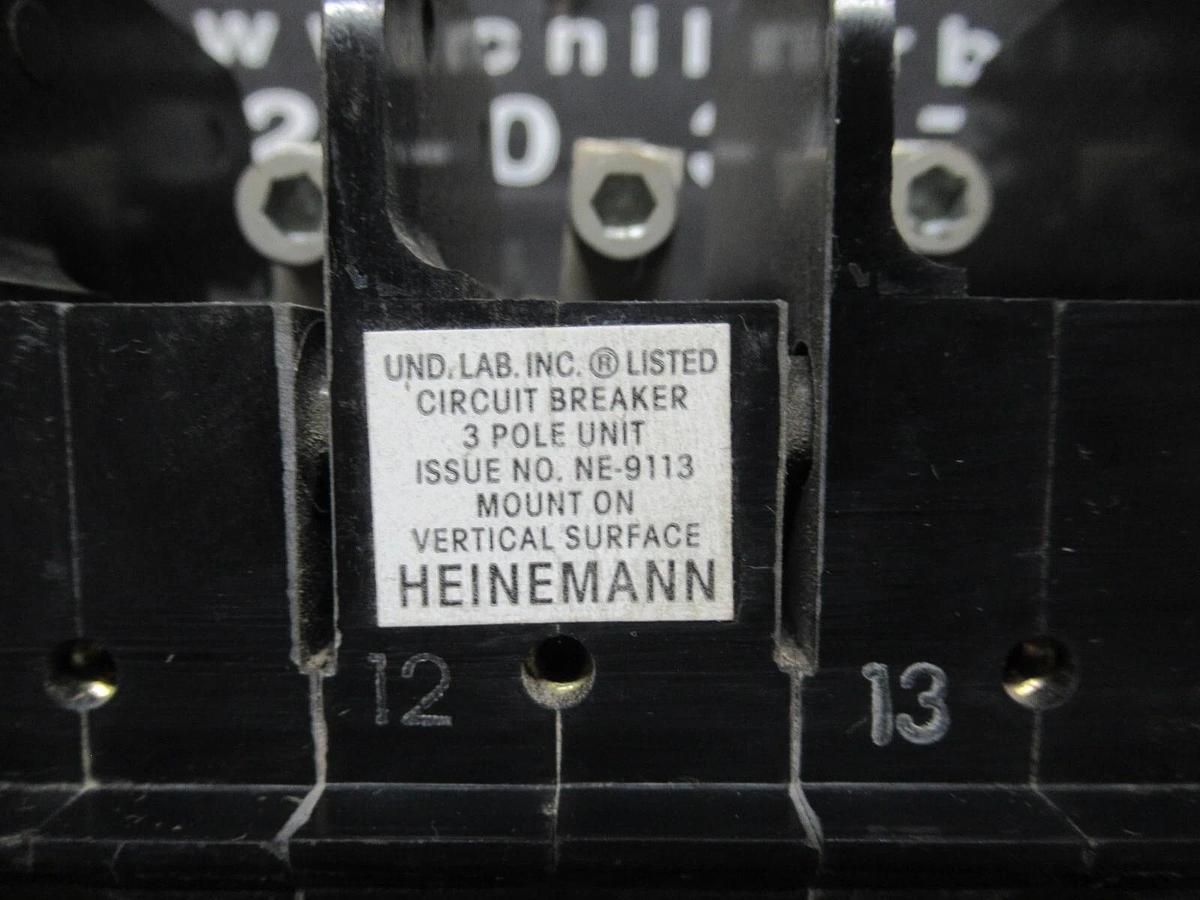 UND. LAB. INC. ® LISTED
CIRCUIT BREAKER
3 POLE UNIT
ISSUE NO. NE-9113
MOUNT ON
VERTICAL SURFACE
HEINEMANN
12
13